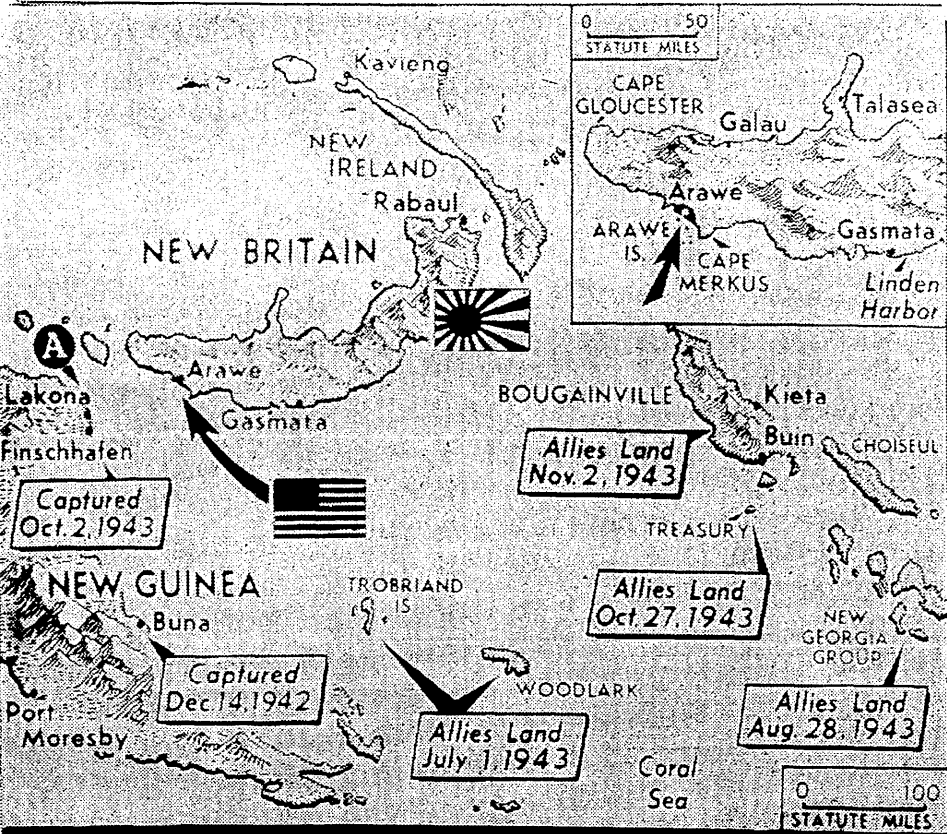 Kavieng
NEW
IRELAND
Rabaul
NEW BRITAIN
A
Lakona
Finschhafen
Captured
Oct. 2, 1943
Arawe
Gasmata
0 50
STATUTE MILES
CAPE
GLOUCESTER
Galau
Talasea
Arawe
ARAWE
IS.
CAPE
MERKUS
Gasmata
Linden
Harbor
BOUGAINVILLE
Kieta
Buin
CHOISEUL
Allies Land
Nov. 2, 1943
TREASURY
Allies Land
Oct. 27, 1943
NEW
GEORGIA
GROUP
Allies Land
Aug. 28, 1943
NEW GUINEA
Buna
Captured
Dec. 14, 1942
Port
Moresby
TROBRIAND
IS
WOODLARK
Allies Land
July 1, 1943
Coral
Sea
0 100
STATUTE MILES